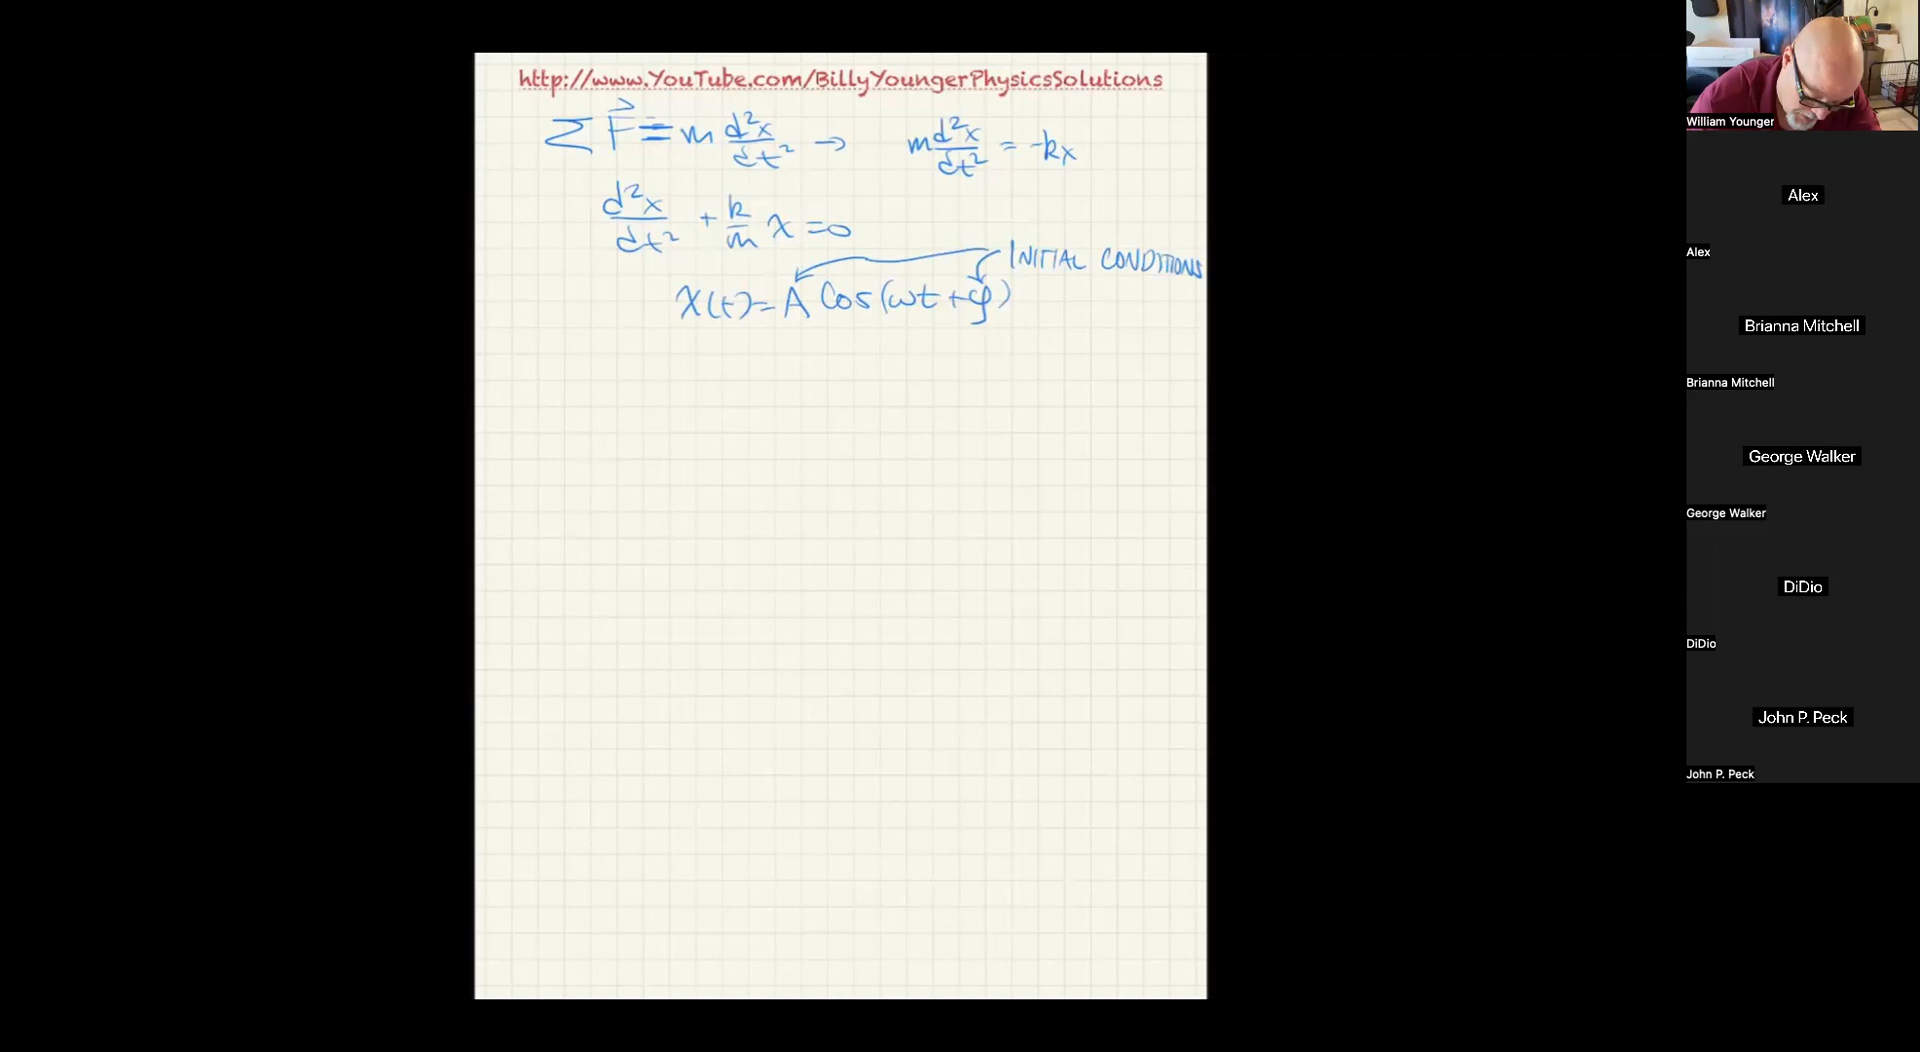 http://www.YouTube.com/BillyYoungerPhysicsSolutions
∑ F⃗ = m d²x/dt² → m d²x/dt² = -kx
d²x/dt² + k/m x = 0
INITIAL CONDITIONS
x(t) = A Cos(ωt + φ)
William Younger
Alex
Alex
Brianna Mitchell
Brianna Mitchell
George Walker
George Walker
DiDio
DiDio
John P. Peck
John P. Peck